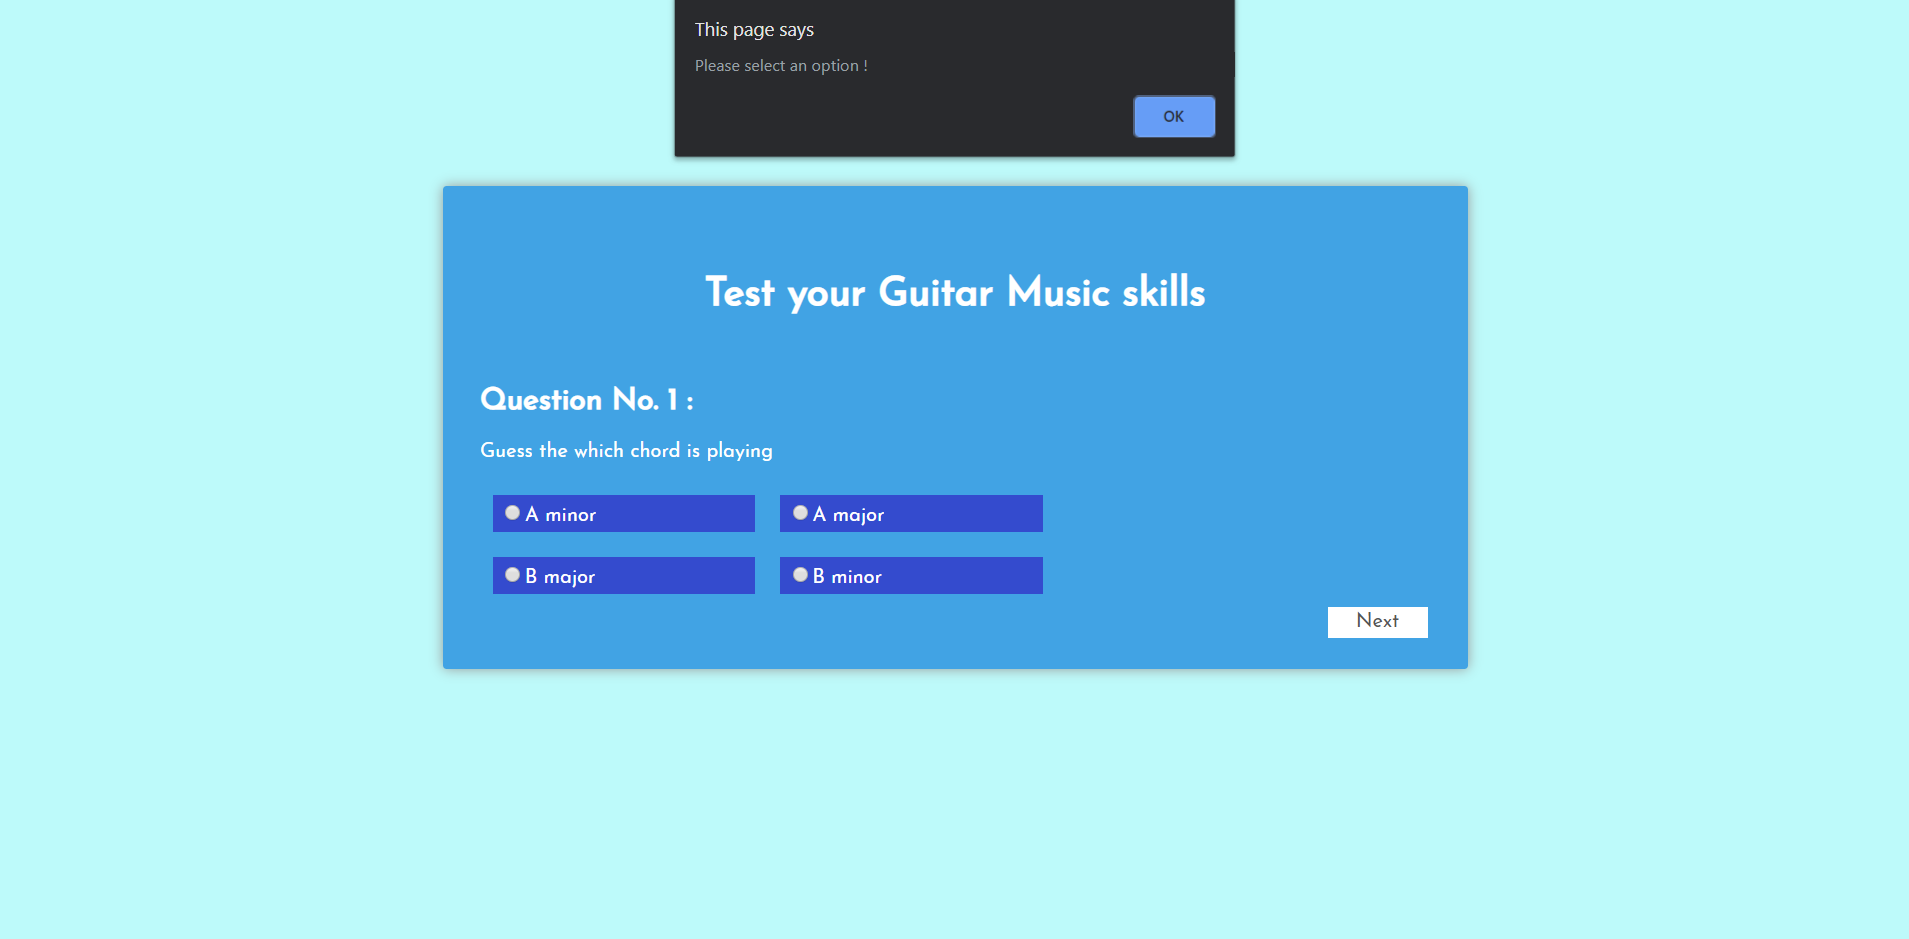 This page says
Please select an option !
OK
Test your Guitar Music skills
Question No. 1 :
Guess the which chord is playing
A minor
A major
B major
B minor
Next